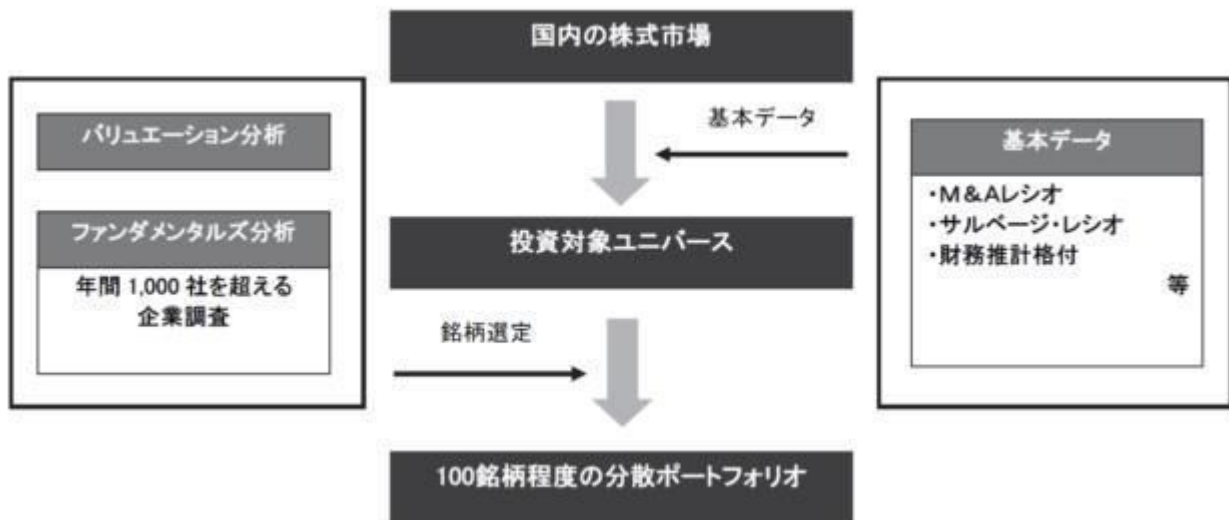 国内の株式市場
バリュエーション分析
ファンダメンタルズ分析
年間 1,000 社を超える
企業調査
基本データ
基本データ
・M&Aレシオ
・サルベージ・レシオ
・財務推計格付
等
投資対象ユニバース
銘柄選定
100銘柄程度の分散ポートフォリオ